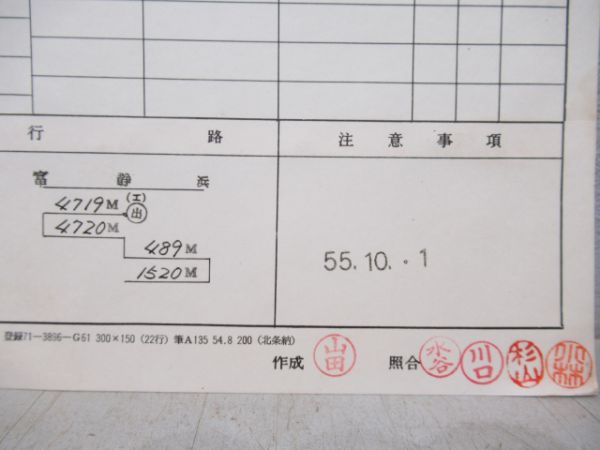 行路 注意事項
富 静 浜
4719M (エ) 出
4720M
489M
1520M
55.10.1
登録71-3896-G61 300×150 (22行) 筆A135 54.8 200 (北条納)
作成 山田 照合 水谷 川口 杉山